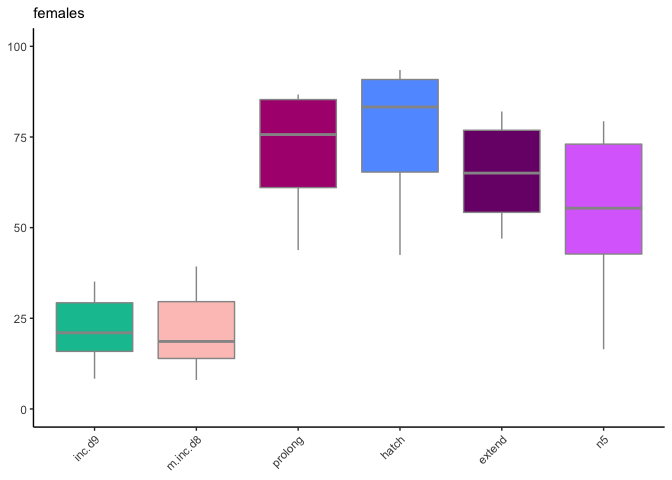 females
100
75
50
25
0
inc.d9
m.inc.d8
prolong
hatch
extend
n5